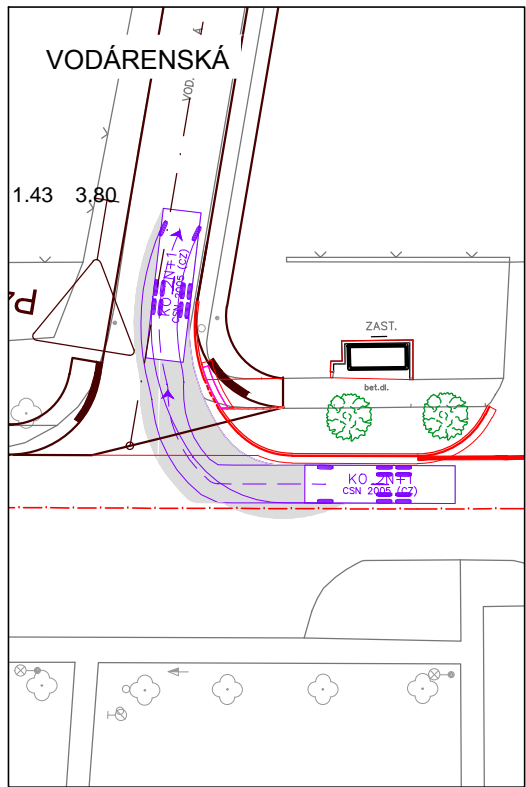 VODÁRENSKÁ
VOD.
1.43 3.80
KO 2N+1
CSN 2005 (CZ)
ZAST.
bet.dl.
KO 2N+1
CSN 2005 (CZ)